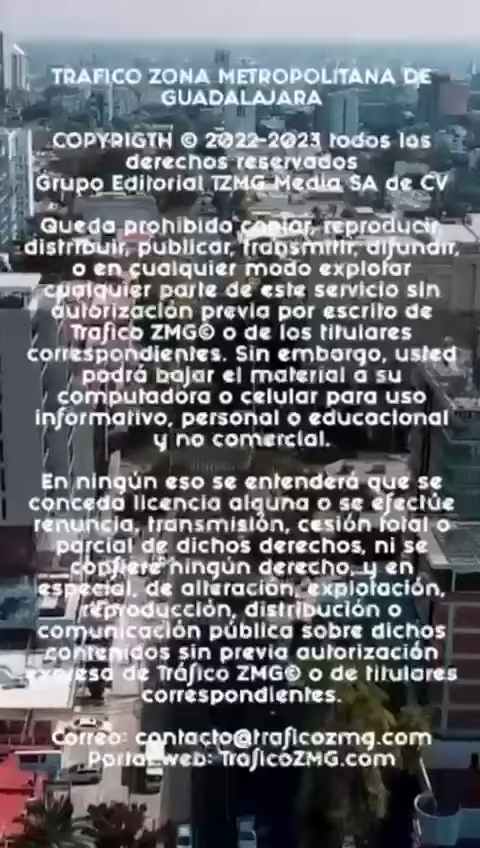 TRAFICO ZONA METROPOLITANA DE
GUADALAJARA
COPYRIGTH © 2022-2023 todos los
derechos reservados
Grupo Editorial TZMG Media SA de CV
Queda prohibido copiar, reproducir,
distribuir, publicar, transmitir, difundir,
o en cualquier modo explotar
cualquier parte de este servicio sin
autorización previa por escrito de
Trafico ZMG© o de los titulares
correspondientes. Sin embargo, usted
podrá bajar el material a su
computadora o celular para uso
informativo, personal o educacional
y no comercial.
En ningún eso se entenderá que se
conceda licencia alguna o se efectúe
renuncia, transmisión, cesión total o
parcial de dichos derechos, ni se
confiere ningún derecho, y en
especial, de alteración, explotación,
reproducción, distribución o
comunicación pública sobre dichos
contenidos sin previa autorización
expresa de Tráfico ZMG© o de titulares
correspondientes.
Correo: contacto@traficozmg.com
Portal web: TraficoZMG.com